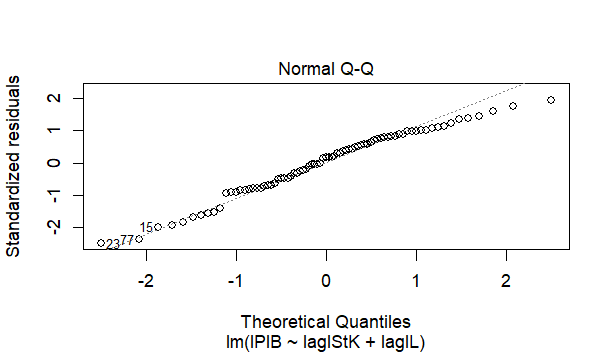 Normal Q-Q
Standardized residuals
2
1
0
-1
-2
15
23 77
-2 -1 0 1 2
Theoretical Quantiles
lm(lPIB ~ laglStK + lagIL)